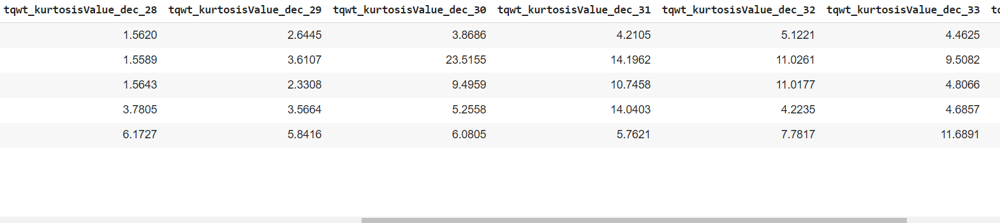 tqwt_kurtosisValue_dec_28 tqwt_kurtosisValue_dec_29 tqwt_kurtosisValue_dec_30 tqwt_kurtosisValue_dec_31 tqwt_kurtosisValue_dec_32 tqwt_kurtosisValue_dec_33
1.5620 2.6445 3.8686 4.2105 5.1221 4.4625
1.5589 3.6107 23.5155 14.1962 11.0261 9.5082
1.5643 2.3308 9.4959 10.7458 11.0177 4.8066
3.7805 3.5664 5.2558 14.0403 4.2235 4.6857
6.1727 5.8416 6.0805 5.7621 7.7817 11.6891